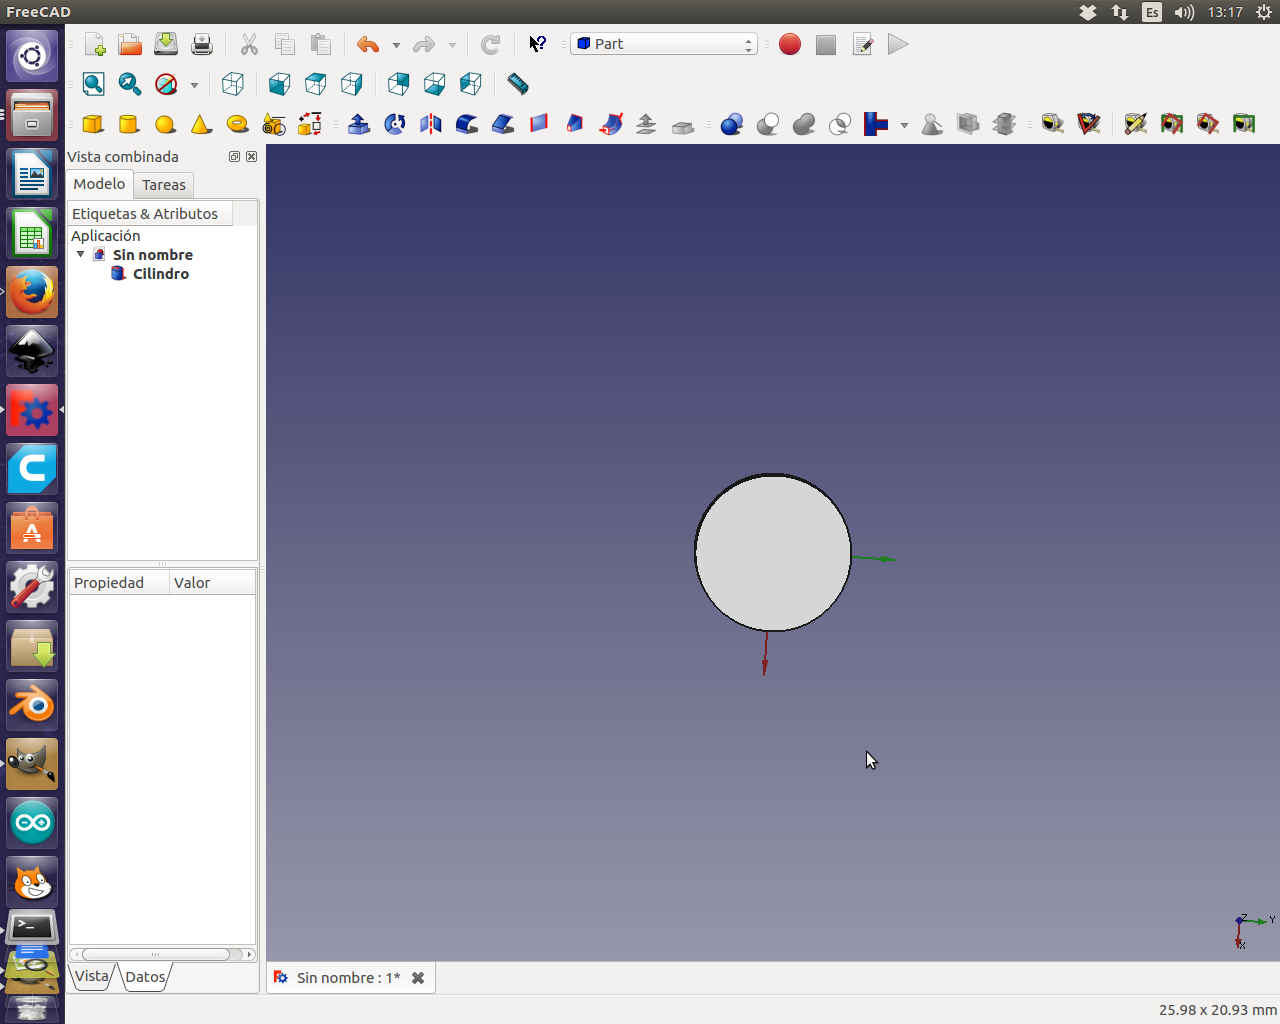 FreeCAD
Es
13:17
Part
Vista combinada
Modelo
Tareas
Etiquetas & Atributos
Aplicación
Sin nombre
Cilindro
Propiedad
Valor
Vista
Datos
Z
Y
X
Sin nombre : 1*
25.98 x 20.93 mm